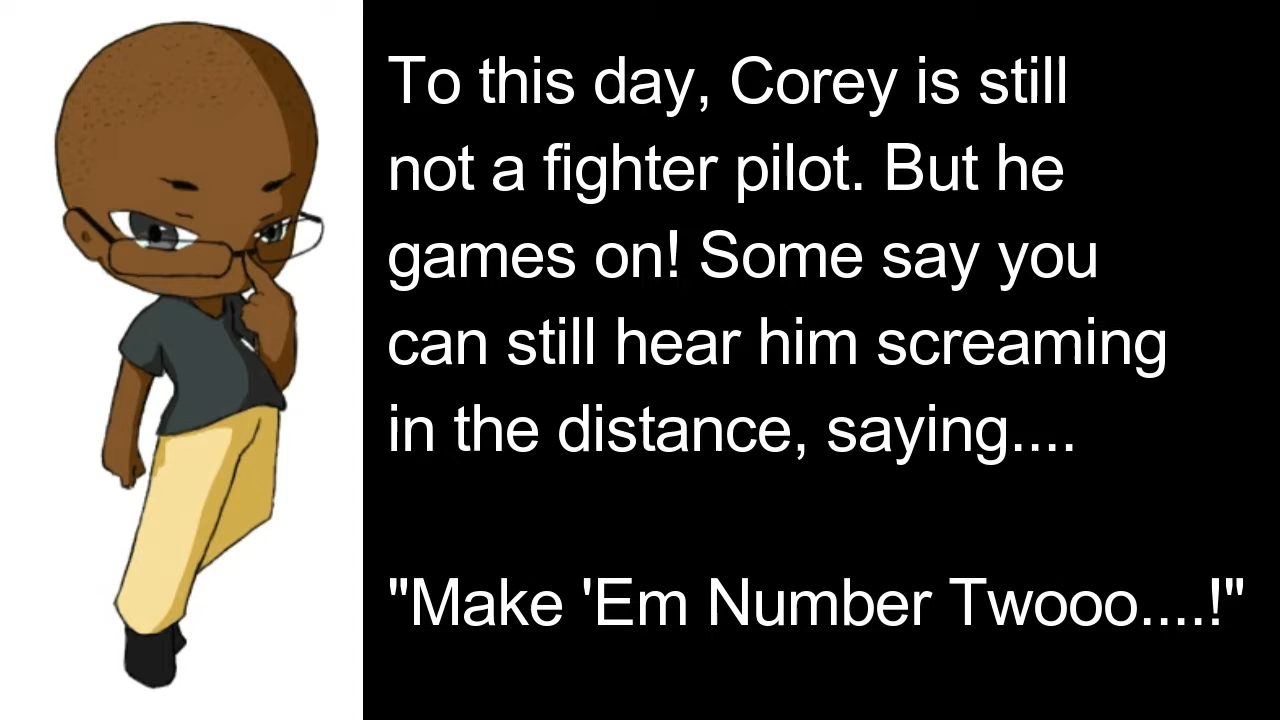 To this day, Corey is still
not a fighter pilot. But he
games on! Some say you
can still hear him screaming
in the distance, saying....
"Make 'Em Number Twooo....!"